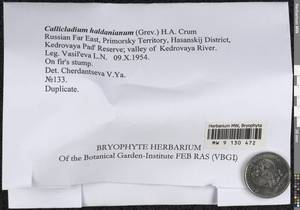 Callicladium haldanianum (Grev.) H.A. Crum
Russian Far East, Primorsky Territory, Hasanskij District,
Kedrovaya Pad' Reserve; valley of Kedrovaya River.
Leg. Vasil'eva L.N. 09.X.1954.
On fir's stump.
Det. Cherdantseva V.Ya.
№133.
Duplicate.
Herbarium MW, Bryophyta
MW 9 130 472
BRYOPHYTE HERBARIUM
Of the Botanical Garden-Institute FEB RAS (VBGI)